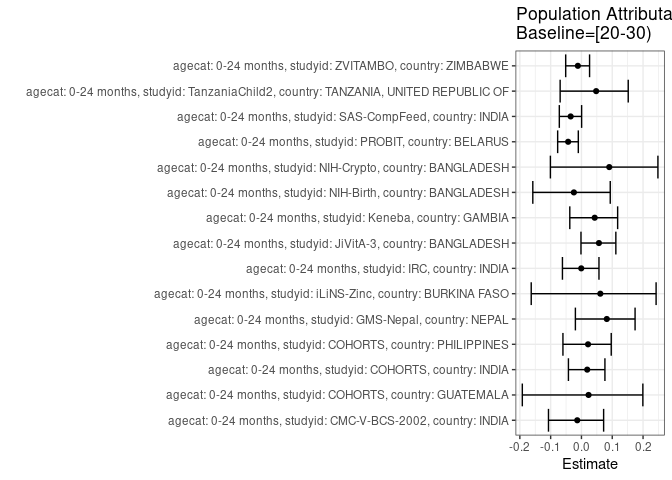 Population Attributa
Baseline=[20-30)
agecat: 0-24 months, studyid: ZVITAMBO, country: ZIMBABWE
agecat: 0-24 months, studyid: TanzaniaChild2, country: TANZANIA, UNITED REPUBLIC OF
agecat: 0-24 months, studyid: SAS-CompFeed, country: INDIA
agecat: 0-24 months, studyid: PROBIT, country: BELARUS
agecat: 0-24 months, studyid: NIH-Crypto, country: BANGLADESH
agecat: 0-24 months, studyid: NIH-Birth, country: BANGLADESH
agecat: 0-24 months, studyid: Keneba, country: GAMBIA
agecat: 0-24 months, studyid: JiVitA-3, country: BANGLADESH
agecat: 0-24 months, studyid: IRC, country: INDIA
agecat: 0-24 months, studyid: iLiNS-Zinc, country: BURKINA FASO
agecat: 0-24 months, studyid: GMS-Nepal, country: NEPAL
agecat: 0-24 months, studyid: COHORTS, country: PHILIPPINES
agecat: 0-24 months, studyid: COHORTS, country: INDIA
agecat: 0-24 months, studyid: COHORTS, country: GUATEMALA
agecat: 0-24 months, studyid: CMC-V-BCS-2002, country: INDIA
-0.2 -0.1 0.0 0.1 0.2
Estimate